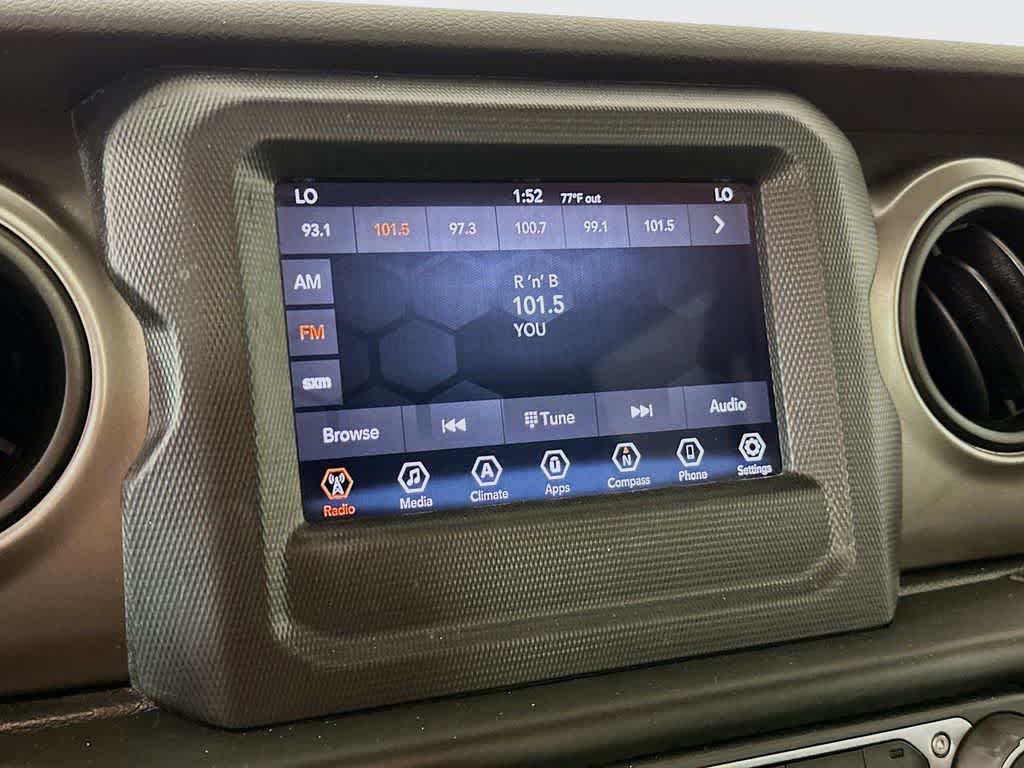 LO 1:52 77°F out LO
93.1 101.5 97.3 100.7 99.1 101.5
AM
FM
sxm
R 'n' B
101.5
YOU
Browse Tune Audio
Radio Media A Climate Apps N Compass Phone Settings